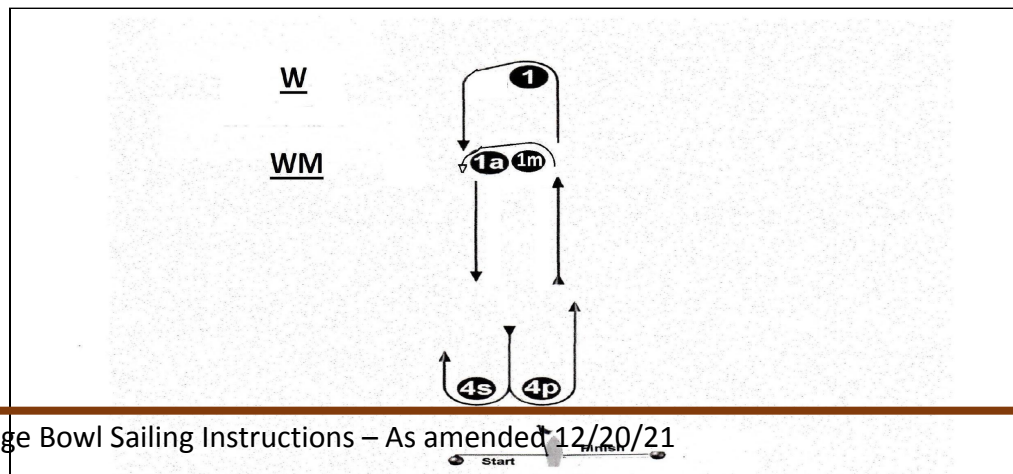 W
1
WM
1a 1m
4s 4p
ge Bowl Sailing Instructions – As amended 12/20/21
Start Finish